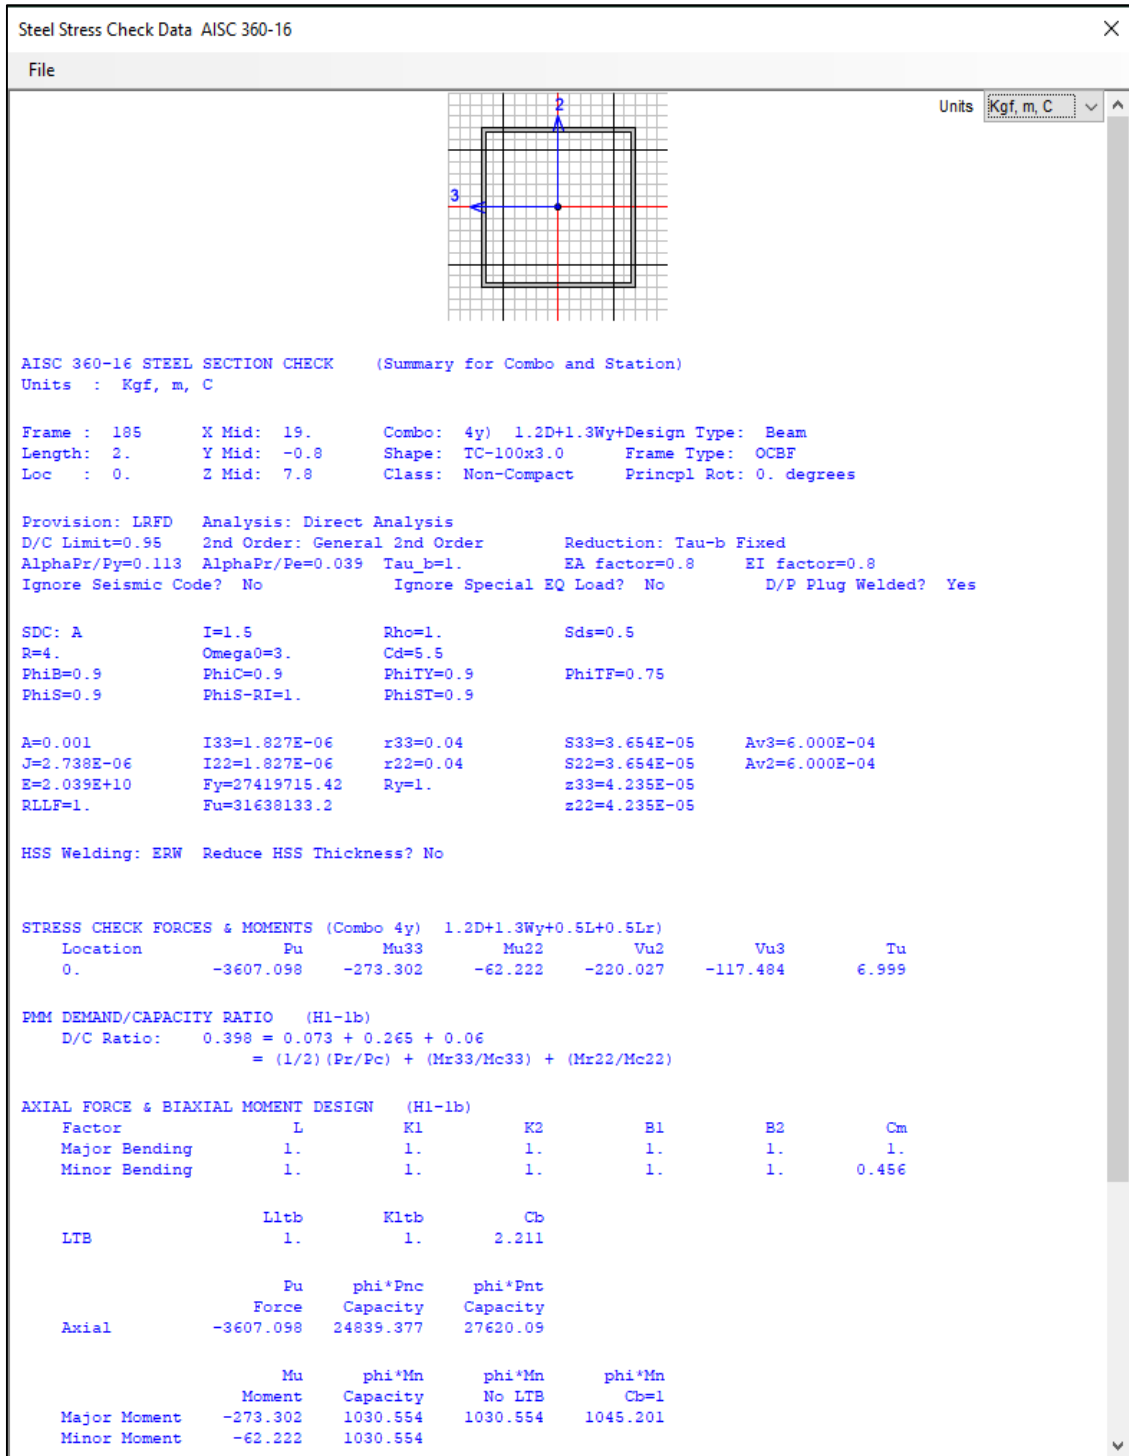 Steel Stress Check Data AISC 360-16
File
Units Kgf, m, C
2
3
AISC 360-16 STEEL SECTION CHECK (Summary for Combo and Station)
Units : Kgf, m, C
Frame : 185 X Mid: 19. Combo: 4y) 1.2D+1.3Wy+Design Type: Beam
Length: 2. Y Mid: -0.8 Shape: TC-100x3.0 Frame Type: OCBF
Loc : 0. Z Mid: 7.8 Class: Non-Compact Princpl Rot: 0. degrees
Provision: LRFD Analysis: Direct Analysis
D/C Limit=0.95 2nd Order: General 2nd Order Reduction: Tau-b Fixed
AlphaPr/Py=0.113 AlphaPr/Pe=0.039 Tau_b=1. EA factor=0.8 EI factor=0.8
Ignore Seismic Code? No Ignore Special EQ Load? No D/P Plug Welded? Yes
SDC: A I=1.5 Rho=1. Sds=0.5
R=4. Omega0=3. Cd=5.5
PhiB=0.9 PhiC=0.9 PhiTY=0.9 PhiTF=0.75
PhiS=0.9 PhiS-RI=1. PhiST=0.9
A=0.001 I33=1.827E-06 r33=0.04 S33=3.654E-05 Av3=6.000E-04
J=2.738E-06 I22=1.827E-06 r22=0.04 S22=3.654E-05 Av2=6.000E-04
E=2.039E+10 Fy=27419715.42 Ry=1. z33=4.235E-05
RLLF=1. Fu=31638133.2 z22=4.235E-05
HSS Welding: ERW Reduce HSS Thickness? No
STRESS CHECK FORCES & MOMENTS (Combo 4y) 1.2D+1.3Wy+0.5L+0.5Lr)
Location Pu Mu33 Mu22 Vu2 Vu3 Tu
0. -3607.098 -273.302 -62.222 -220.027 -117.484 6.999
PMM DEMAND/CAPACITY RATIO (H1-1b)
D/C Ratio: 0.398 = 0.073 + 0.265 + 0.06
= (1/2)(Pr/Pc) + (Mr33/Mc33) + (Mr22/Mc22)
AXIAL FORCE & BIAXIAL MOMENT DESIGN (H1-1b)
Factor L K1 K2 B1 B2 Cm
Major Bending 1. 1. 1. 1. 1. 1.
Minor Bending 1. 1. 1. 1. 1. 0.456
Lltb Kltb Cb
LTB 1. 1. 2.211
Pu phi*Pnc phi*Pnt
Force Capacity Capacity
Axial -3607.098 24839.377 27620.09
Mu phi*Mn phi*Mn phi*Mn
Moment Capacity No LTB Cb=1
Major Moment -273.302 1030.554 1030.554 1045.201
Minor Moment -62.222 1030.554